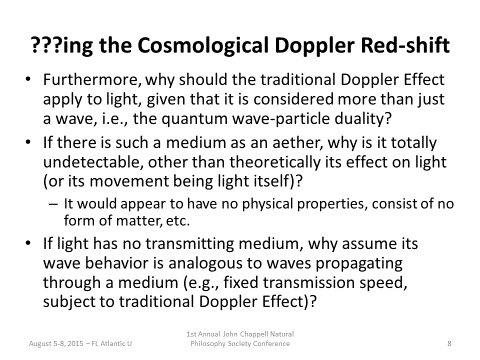 ???ing the Cosmological Doppler Red-shift
• Furthermore, why should the traditional Doppler Effect
apply to light, given that it is considered more than just
a wave, i.e., the quantum wave-particle duality?
• If there is such a medium as an aether, why is it totally
undetectable, other than theoretically its effect on light
(or its movement being light itself)?
– It would appear to have no physical properties, consist of no
form of matter, etc.
• If light has no transmitting medium, why assume its
wave behavior is analogous to waves propagating
through a medium (e.g., fixed transmission speed,
subject to traditional Doppler Effect)?
August 5-8, 2015 – FL Atlantic U
1st Annual John Chappell Natural
Philosophy Society Conference
8